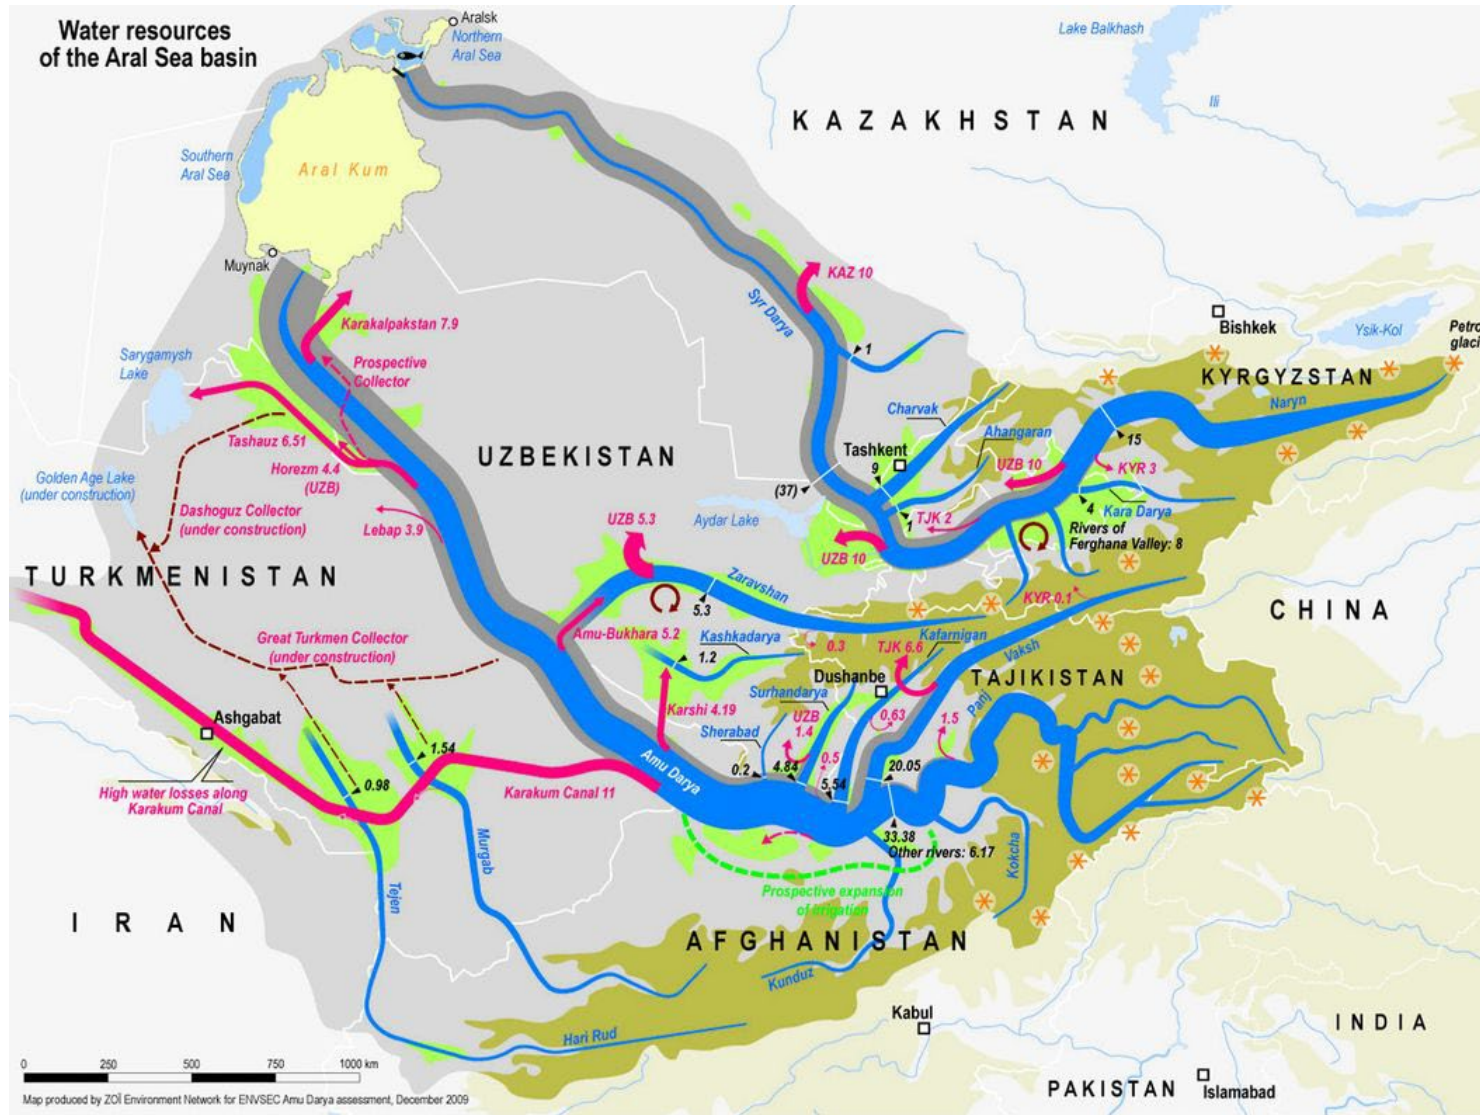 Water resources
of the Aral Sea basin
Aralsk
Northern
Aral Sea
Lake Balkhash
Ili
KAZAKHSTAN
Southern
Aral Sea
Aral Kum
Muynak
KAZ 10
Syr Darya
1
Karakalpakstan 7.9
Prospective
Collector
Sarygamysh
Lake
Bishkek
Ysik-Kol
Petro
glaci
KYRGYZSTAN
Naryn
Charvak
Ahangaran
15
Tashkent
9
UZB 10
KYR 3
Tashauz 6.51
UZBEKISTAN
Horezm 4.4
(UZB)
Golden Age Lake
(under construction)
(37)
Aydar Lake
1
TJK 2
4
Kara Darya
Rivers of
Ferghana Valley: 8
Dashoguz Collector
(under construction)
Lebap 3.9
UZB 5.3
UZB 10
TURKMENISTAN
Zaravshan
5.3
KYR 0.1
CHINA
Great Turkmen Collector
(under construction)
Amu-Bukhara 5.2
Kashkadarya
1.2
0.3
TJK 6.6
Kafarnigan
Vaksh
Dushanbe
TAJIKISTAN
Surhandarya
Karshi 4.19
Sherabad
UZB
1.4
0.63
1.5
Panj
Ashgabat
1.54
Amu Darya
0.2
4.84
0.5
5.54
20.05
0.98
High water losses along
Karakum Canal
Karakum Canal 11
33.38
Other rivers: 6.17
Murgab
Tejen
Kokcha
Prospective expansion
of irrigation
IRAN
AFGHANISTAN
Kunduz
Hari Rud
Kabul
INDIA
PAKISTAN
Islamabad
0 250 500 750 1000 km
Map produced by ZOÏ Environment Network for ENVSEC Amu Darya assessment, December 2009